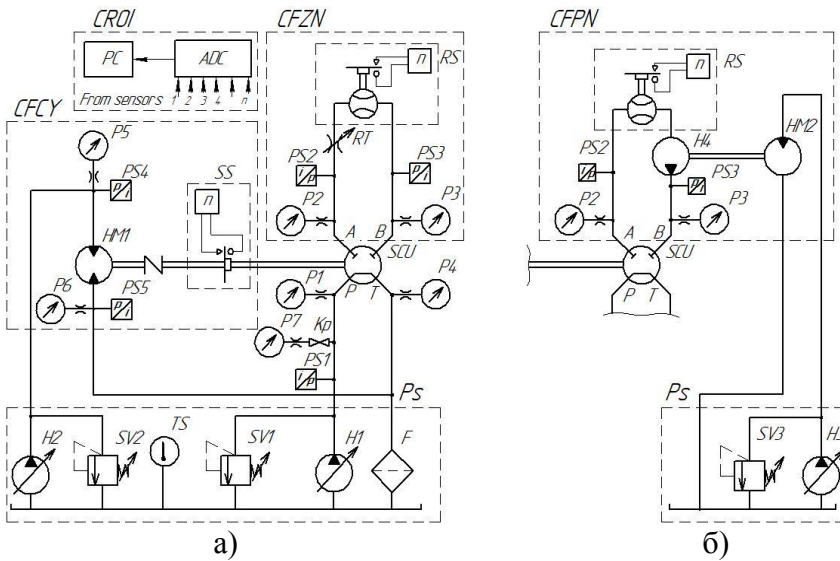 CROI
CFZN
CFPN
PC
ADC
From sensors 1 2 3 4 n
n
RS
n
RS
CFCY
P5
PS4
SS
n
RT
PS2
PS3
P2
P3
A
B
SCU
HM1
P6
PS5
P1
P
T
P4
P7
Кр
PS1
Ps
H2
SV2
TS
SV1
H1
F
а)
PS2
H4
HM2
PS3
P2
P3
A
B
SCU
P
T
Ps
SV3
б)